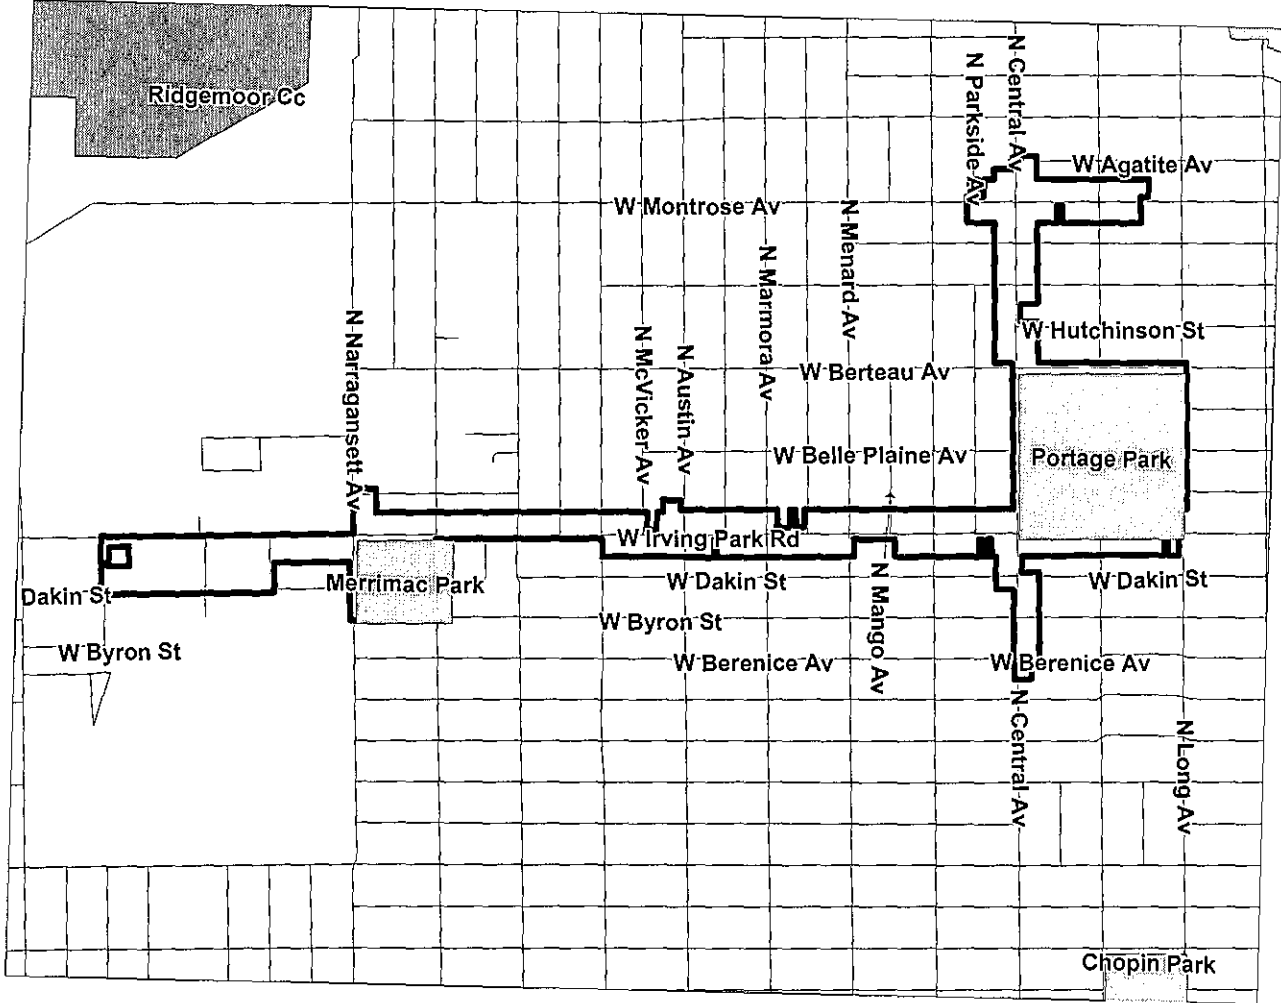 Ridgemoor Cc
N Central Av
N Parkside Av
W Agatite Av
W Montrose Av
N Menard Av
N Marmora Av
N Narragansett Av
N McVicker Av
N Austin Av
W Hutchinson St
W Berteau Av
W Belle Plaine Av
Portage Park
W Irving Park Rd
Merrimac Park
W Dakin St
W Dakin St
Dakin St
N Mango Av
W Byron St
W Byron St
W Berenice Av
W Berenice Av
N Central Av
N Long Av
Chopin Park